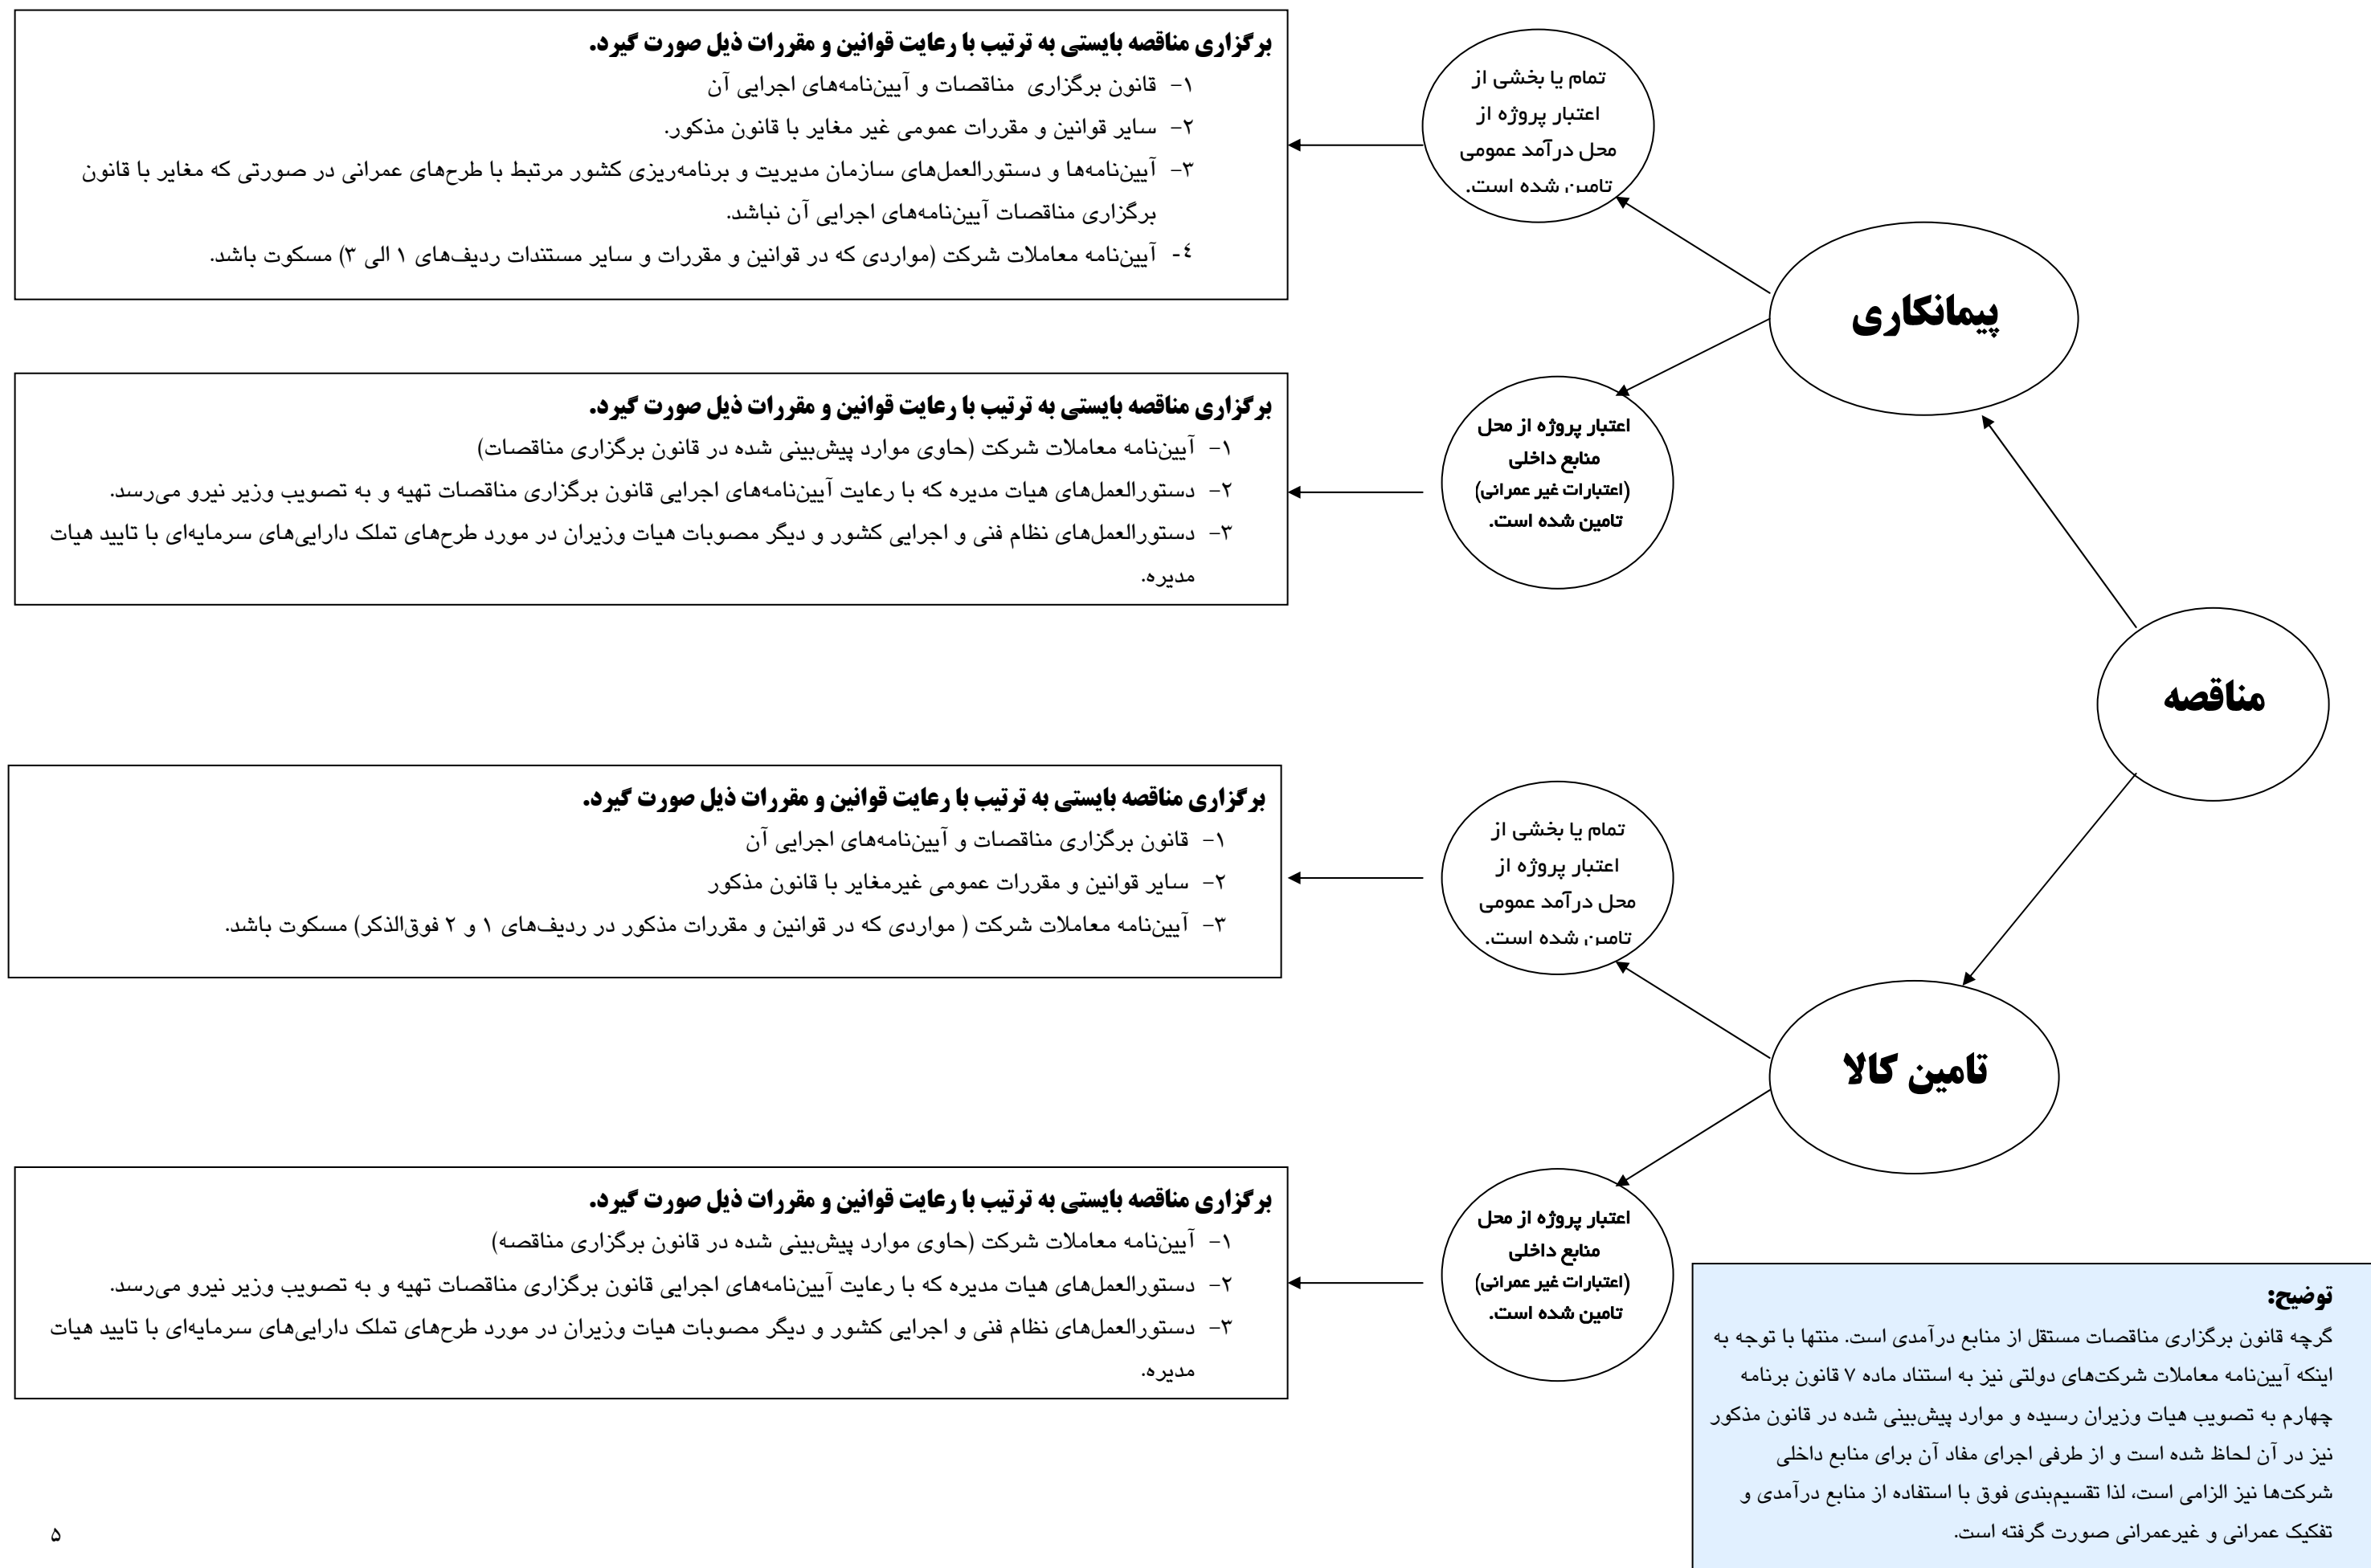 مناقصه
پیمانکاری
تمام یا بخشی از
اعتبار پروژه از
محل درآمد عمومی
تامین شده است.
برگزاری مناقصه بایستی به ترتیب با رعایت قوانین و مقررات ذیل صورت گیرد.
۱- قانون برگزاری مناقصات و آیین‌نامه‌های اجرایی آن
۲- سایر قوانین و مقررات عمومی غیر مغایر با قانون مذکور.
۳- آیین‌نامه‌ها و دستورالعمل‌های سازمان مدیریت و برنامه‌ریزی کشور مرتبط با طرح‌های عمرانی در صورتی که مغایر با قانون
برگزاری مناقصات آیین‌نامه‌های اجرایی آن نباشد.
٤- آیین‌نامه معاملات شرکت (مواردی که در قوانین و مقررات و سایر مستندات ردیف‌های ۱ الی ۳) مسکوت باشد.
اعتبار پروژه از محل
منابع داخلی
(اعتبارات غیر عمرانی)
تامین شده است.
برگزاری مناقصه بایستی به ترتیب با رعایت قوانین و مقررات ذیل صورت گیرد.
۱- آیین‌نامه معاملات شرکت (حاوی موارد پیش‌بینی شده در قانون برگزاری مناقصات)
۲- دستورالعمل‌های هیات مدیره که با رعایت آیین‌نامه‌های اجرایی قانون برگزاری مناقصات تهیه و به تصویب وزیر نیرو می‌رسد.
۳- دستورالعمل‌های نظام فنی و اجرایی کشور و دیگر مصوبات هیات وزیران در مورد طرح‌های تملک دارایی‌های سرمایه‌ای با تایید هیات
مدیره.
تامین کالا
تمام یا بخشی از
اعتبار پروژه از
محل درآمد عمومی
تامین شده است.
برگزاری مناقصه بایستی به ترتیب با رعایت قوانین و مقررات ذیل صورت گیرد.
۱- قانون برگزاری مناقصات و آیین‌نامه‌های اجرایی آن
۲- سایر قوانین و مقررات عمومی غیرمغایر با قانون مذکور
۳- آیین‌نامه معاملات شرکت ( مواردی که در قوانین و مقررات مذکور در ردیف‌های ۱ و ۲ فوق‌الذکر) مسکوت باشد.
اعتبار پروژه از محل
منابع داخلی
(اعتبارات غیر عمرانی)
تامین شده است.
برگزاری مناقصه بایستی به ترتیب با رعایت قوانین و مقررات ذیل صورت گیرد.
۱- آیین‌نامه معاملات شرکت (حاوی موارد پیش‌بینی شده در قانون برگزاری مناقصه)
۲- دستورالعمل‌های هیات مدیره که با رعایت آیین‌نامه‌های اجرایی قانون برگزاری مناقصات تهیه و به تصویب وزیر نیرو می‌رسد.
۳- دستورالعمل‌های نظام فنی و اجرایی کشور و دیگر مصوبات هیات وزیران در مورد طرح‌های تملک دارایی‌های سرمایه‌ای با تایید هیات
مدیره.
توضیح:
گرچه قانون برگزاری مناقصات مستقل از منابع درآمدی است. منتها با توجه به
اینکه آیین‌نامه معاملات شرکت‌های دولتی نیز به استناد ماده ۷ قانون برنامه
چهارم به تصویب هیات وزیران رسیده و موارد پیش‌بینی شده در قانون مذکور
نیز در آن لحاظ شده است و از طرفی اجرای مفاد آن برای منابع داخلی
شرکت‌ها نیز الزامی است، لذا تقسیم‌بندی فوق با استفاده از منابع درآمدی و
تفکیک عمرانی و غیرعمرانی صورت گرفته است.
۵